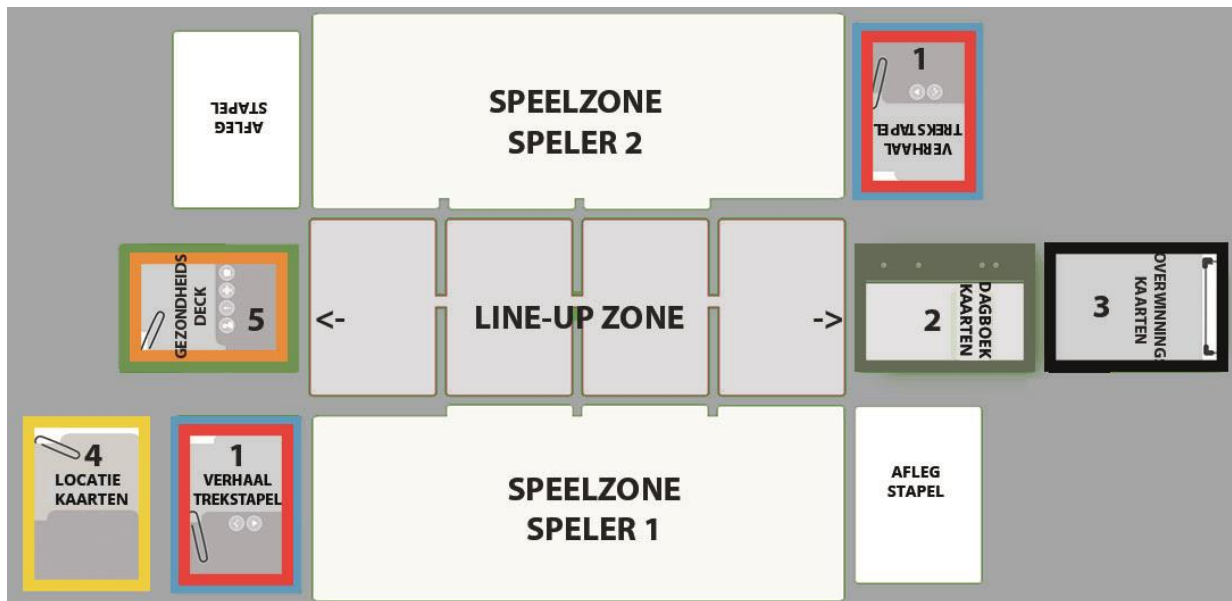 AFLEG
STAPEL
SPEELZONE
SPELER 2
1
VERHAAL
TREKSTAPEL
GEZONDHEIDS
DECK
5
<-
LINE-UP ZONE
->
2
DAGBOEK
KAARTEN
3
OVERWINNING
KAARTEN
4
LOCATIE
KAARTEN
1
VERHAAL
TREKSTAPEL
SPEELZONE
SPELER 1
AFLEG
STAPEL